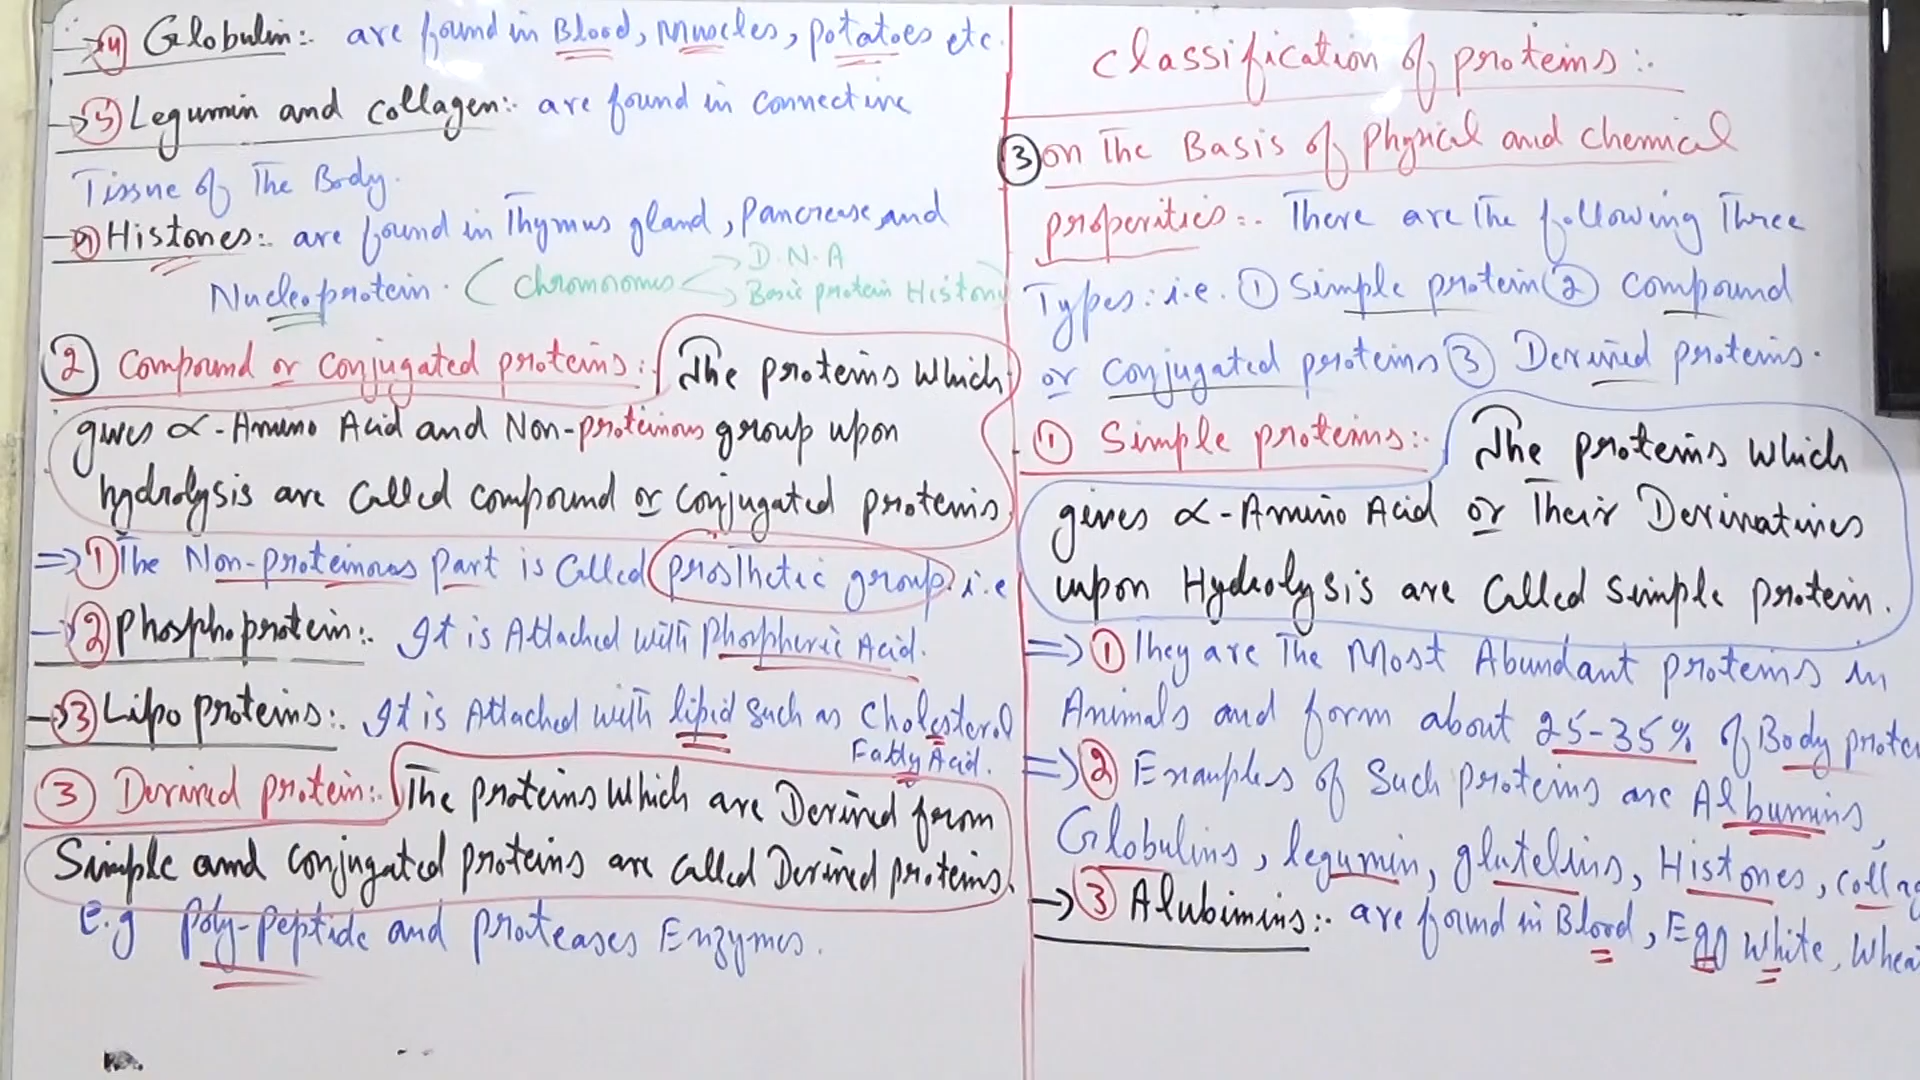 Classification of proteins:-
③ on The Basis of physical and chemical
properities:-. There are The following Three
Types: i.e. ① Simple protein ② Compound
or Conjugated proteins ③ Derived proteins.
① Simple proteins:- The proteins which
gives α-Amino Acid or Their Derivatives
upon Hydrolysis are Called Simple protein.
⇒ ① They are The Most Abundant proteins in
Animals and form about 25-35% of Body
⇒ ② Examples of Such proteins are Albumins,
Globulins, legumin, glutelins, Histones,
→ ③ Alubimins:- are found in Blood, Egg white,
→ ④ Globulin:- are found in Blood, Muscles, potatoes etc.
→ ⑤ Legumin and Collagen:- are found in Connective
Tissue of The Body.
Histones:- are found in Thymus gland, Pancrease, and
Nucleoprotein. ( Chromosomes → D.N.A
→ Basic protein Histon
② Compound or Conjugated proteins:- The proteins which
gives α-Amino Acid and Non-proteinous group upon
hydrolysis are Called Compound or Conjugated proteins.
⇒ ① The Non-proteinous Part is Called prosthetic group. i.e
→ ② Phosphoprotein:- It is Attached with Phospheric Acid.
→ ③ Lipo proteins:- It is Attached with lipid Such as Cholesterol
Fatty Acid.
③ Derived protein:- The proteins which are Derived from
Simple and Conjugated proteins are Called Derived proteins.
e.g Poly-peptide and proteases Enzymes.